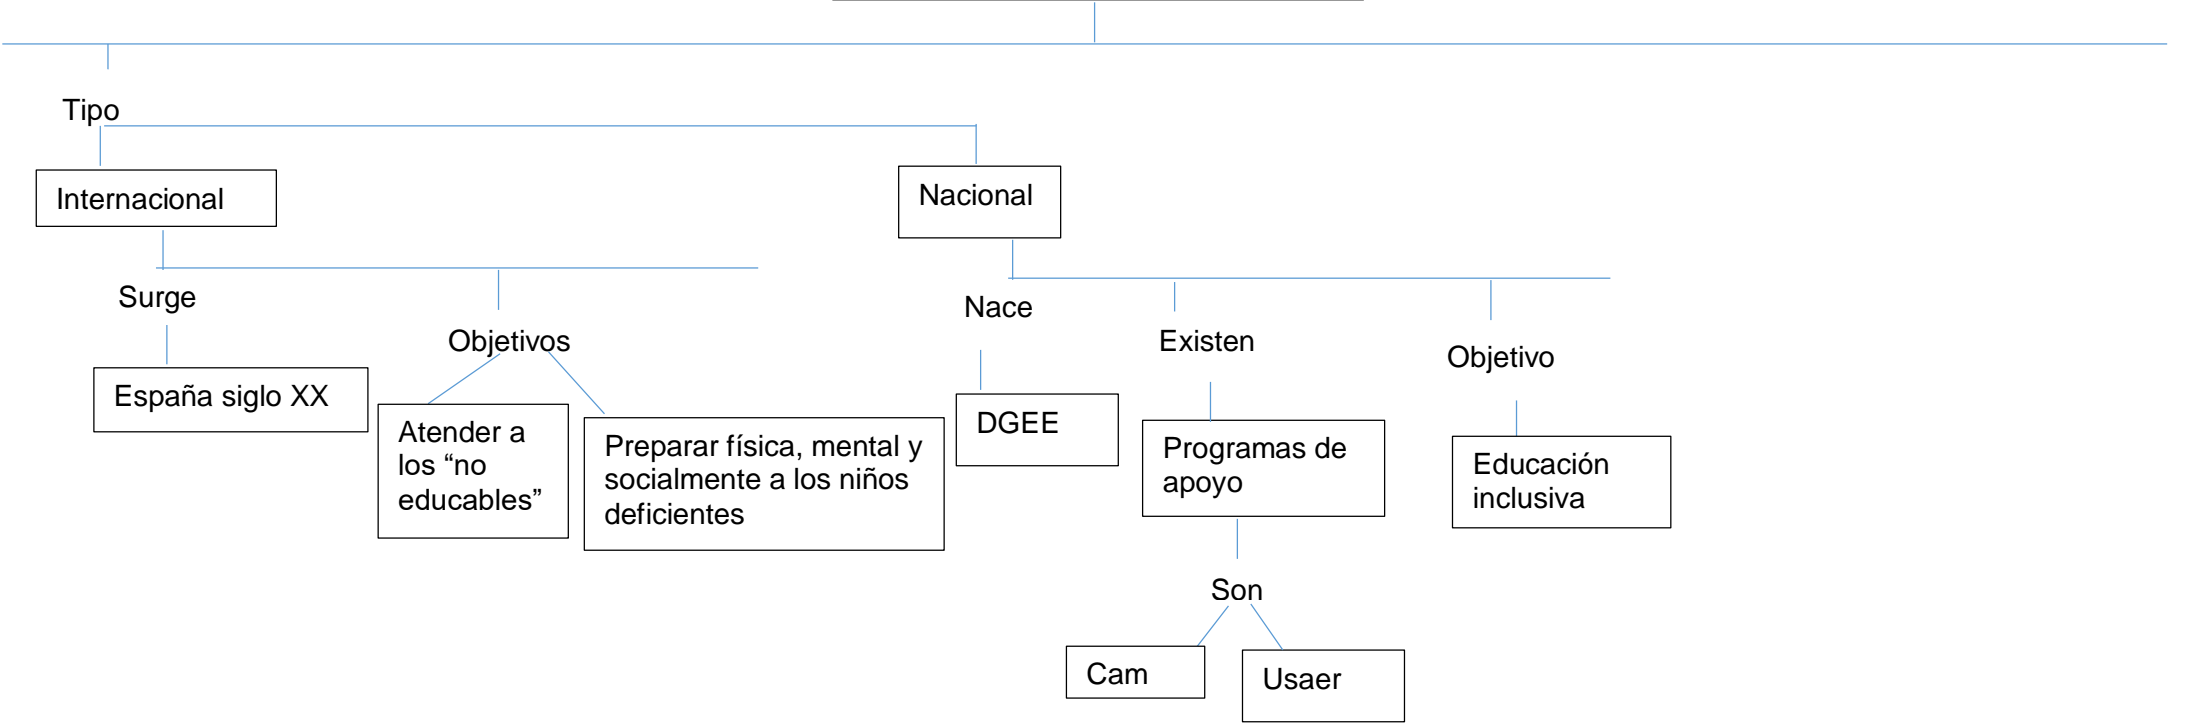 Tipo
Internacional
Nacional
Surge
Nace
Objetivos
Existen
Objetivo
España siglo XX
Atender a
los “no
educables”
Preparar física, mental y
socialmente a los niños
deficientes
DGEE
Programas de
apoyo
Educación
inclusiva
Son
Cam
Usaer